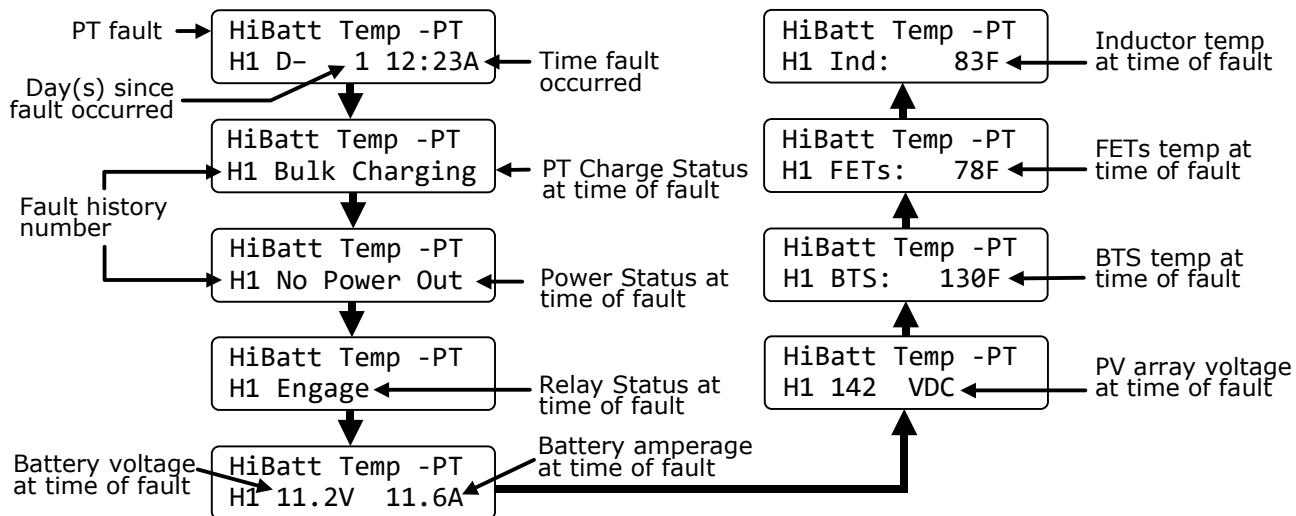 PT fault
HiBatt Temp -PT
H1 D– 1 12:23A
Time fault
occurred
Day(s) since
fault occurred
HiBatt Temp -PT
H1 Bulk Charging
PT Charge Status
at time of fault
Fault history
number
HiBatt Temp -PT
H1 No Power Out
Power Status at
time of fault
HiBatt Temp -PT
H1 Engage
Relay Status at
time of fault
Battery voltage
at time of fault
HiBatt Temp -PT
H1 11.2V 11.6A
Battery amperage
at time of fault
HiBatt Temp -PT
H1 Ind: 83F
Inductor temp
at time of fault
HiBatt Temp -PT
H1 FETs: 78F
FETs temp at
time of fault
HiBatt Temp -PT
H1 BTS: 130F
BTS temp at
time of fault
HiBatt Temp -PT
H1 142 VDC
PV array voltage
at time of fault